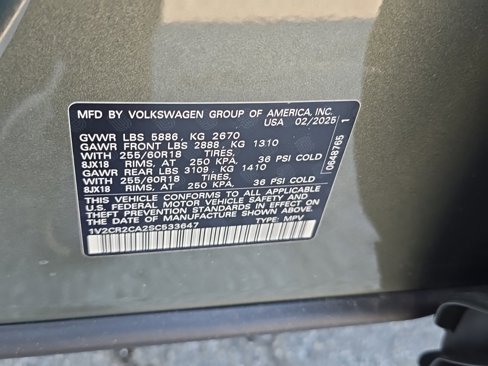 MFD BY VOLKSWAGEN GROUP OF AMERICA, INC.
USA 02/2025
GVWR LBS 5886, KG 2670
GAWR FRONT LBS 2888, KG 1310
WITH 255/60R18 TIRES,
8JX18 RIMS, AT 250 KPA, 36 PSI COLD
GAWR REAR LBS 3109, KG 1410
WITH 255/60R18 TIRES,
8JX18 RIMS, AT 250 KPA, 36 PSI COLD
THIS VEHICLE CONFORMS TO ALL APPLICABLE
U.S. FEDERAL MOTOR VEHICLE SAFETY AND
THEFT PREVENTION STANDARDS IN EFFECT ON
THE DATE OF MANUFACTURE SHOWN ABOVE.
1V2CR2CA2SC533647 TYPE: MPV
0648765 1